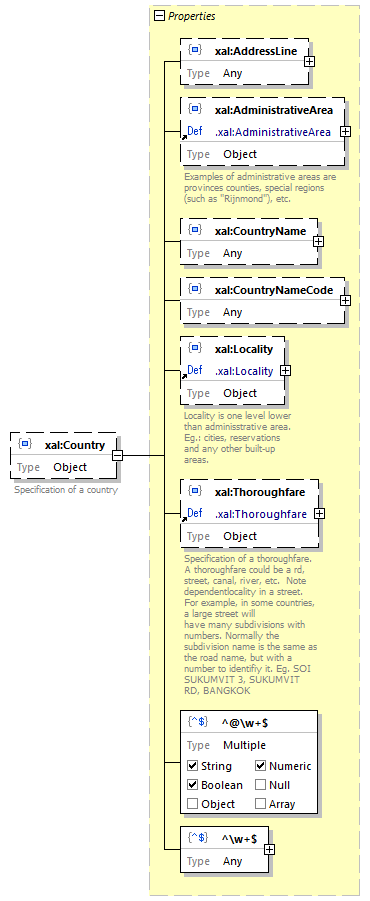 Properties
xal:AddressLine
Type Any
xal:AdministrativeArea
Def .xal:AdministrativeArea
Type Object
Examples of administrative areas are
provinces counties, special regions
(such as "Rijnmond"), etc.
xal:CountryName
Type Any
xal:CountryNameCode
Type Any
xal:Locality
Def .xal:Locality
Type Object
Locality is one level lower
than adminisstrative area.
Eg.: cities, reservations
and any other built-up
areas.
xal:Country
Type Object
Specification of a country
xal:Thoroughfare
Def .xal:Thoroughfare
Type Object
Specification of a thoroughfare.
A thoroughfare could be a rd,
street, canal, river, etc. Note
dependentlocality in a street.
For example, in some countries,
a large street will
have many subdivisions with
numbers. Normally the
subdivision name is the same as
the road name, but with a
number to identifiy it. Eg. SOI
SUKUMVIT 3, SUKUMVIT
RD, BANGKOK
{^$} ^@\w+$
Type Multiple
String Numeric
Boolean Null
Object Array
{^$} ^\w+$
Type Any